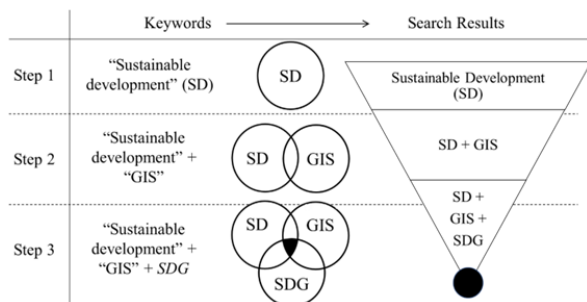 Keywords
Search Results
Step 1
“Sustainable
development” (SD)
SD
Sustainable Development
(SD)
Step 2
“Sustainable
development” +
“GIS”
SD
GIS
SD + GIS
Step 3
“Sustainable
development” +
“GIS” + SDG
SD
GIS
SDG
SD +
GIS +
SDG